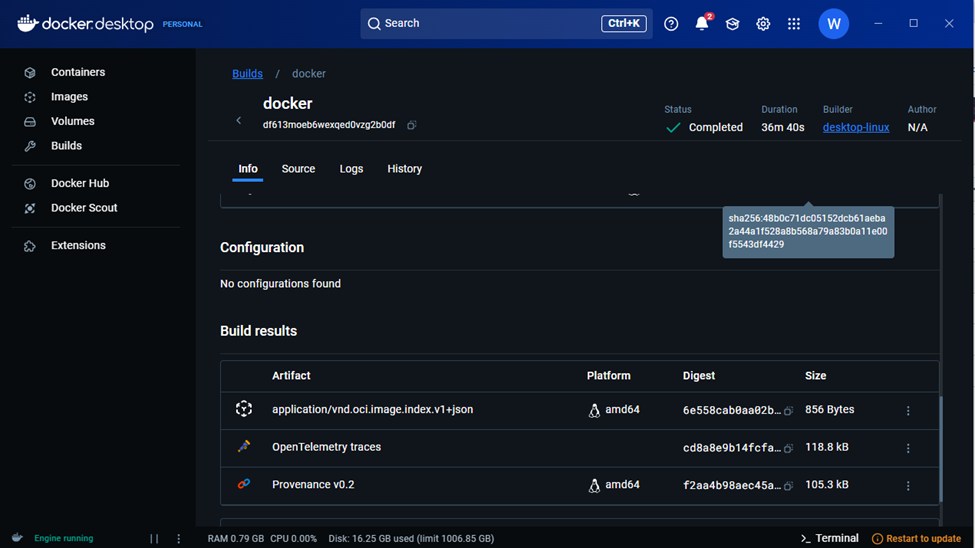 docker.desktop PERSONAL
Search
Ctrl+K
2
W
Containers
Images
Volumes
Builds
Docker Hub
Docker Scout
Extensions
Builds / docker
docker
df613moeb6wexqed0vzg2b0df
Status
Completed
Duration
36m 40s
Builder
desktop-linux
Author
N/A
Info Source Logs History
sha256:48b0c71dc05152dcb61aeba
2a44a1f528a8b568a79a83b0a11e00
f5543df4429
Configuration
No configurations found
Build results
Artifact Platform Digest Size
application/vnd.oci.image.index.v1+json amd64 6e558cab0aa02b... 856 Bytes
OpenTelemetry traces cd8a8e9b14fcfa... 118.8 kB
Provenance v0.2 amd64 f2aa4b98aec45a... 105.3 kB
Engine running
RAM 0.79 GB CPU 0.00% Disk: 16.25 GB used (limit 1006.85 GB)
>_ Terminal
Restart to update